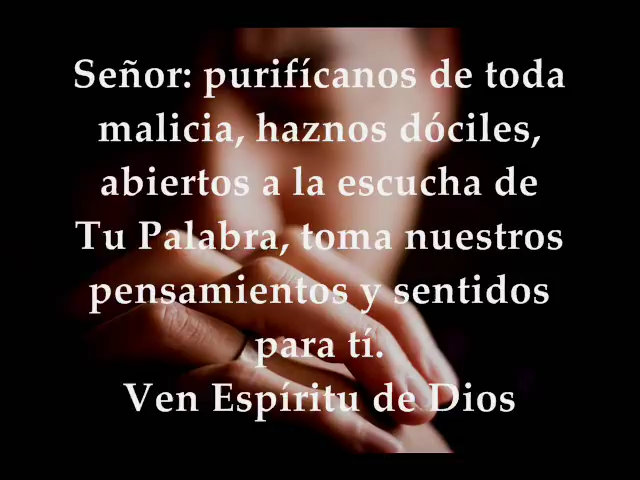 Señor: purifícanos de toda
malicia, haznos dóciles,
abiertos a la escucha de
Tu Palabra, toma nuestros
pensamientos y sentidos
para tí.
Ven Espíritu de Dios